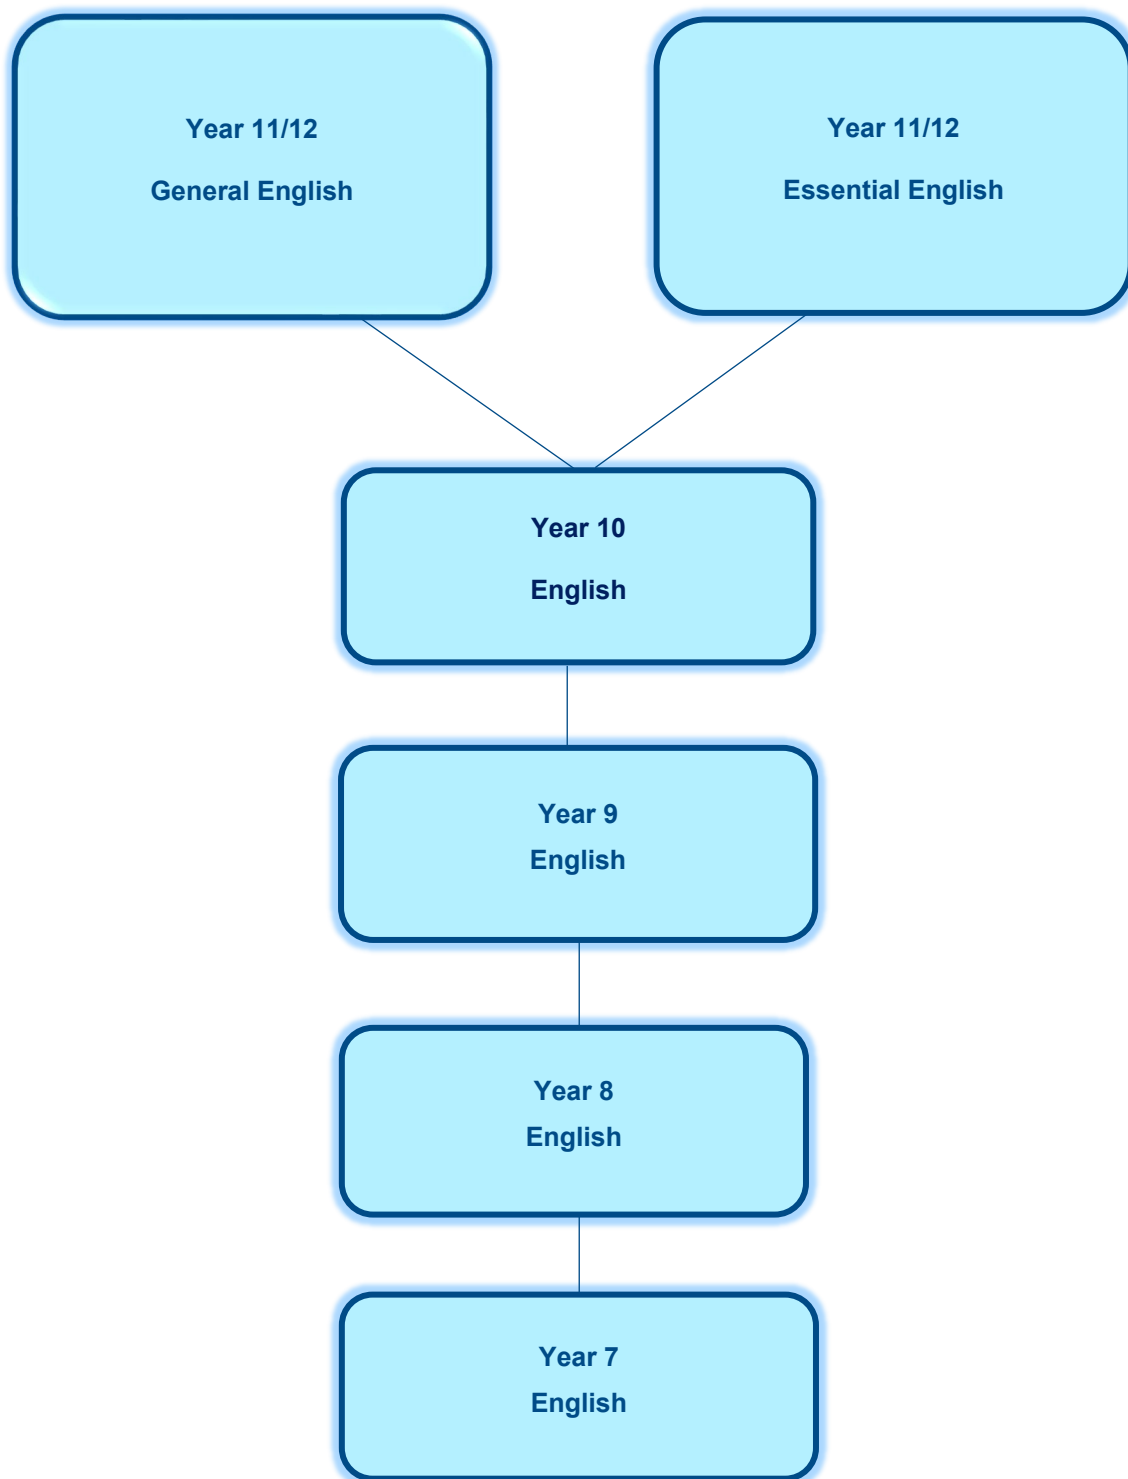 Year 11/12
General English
Year 11/12
Essential English
Year 10
English
Year 9
English
Year 8
English
Year 7
English